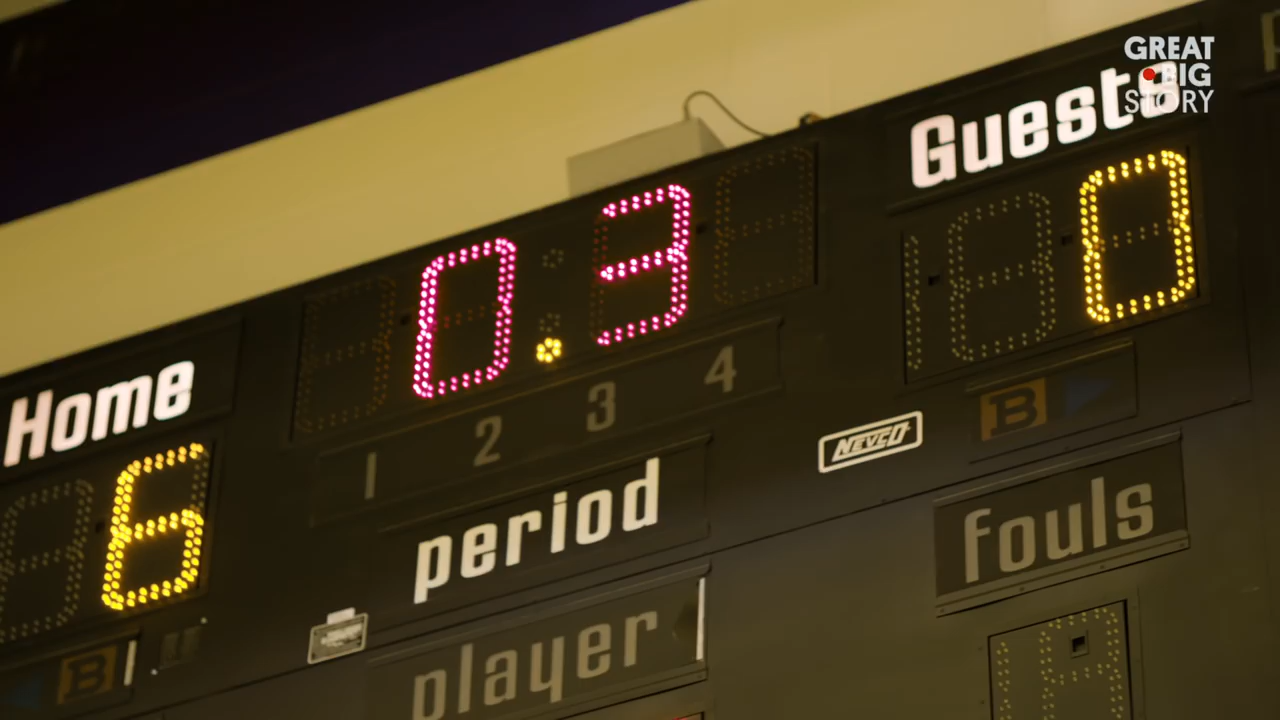 GREAT
BIG
STORY
Guests
0.3
0
Home
6
1 2 3 4
B
NEVCO
period
fouls
player
B